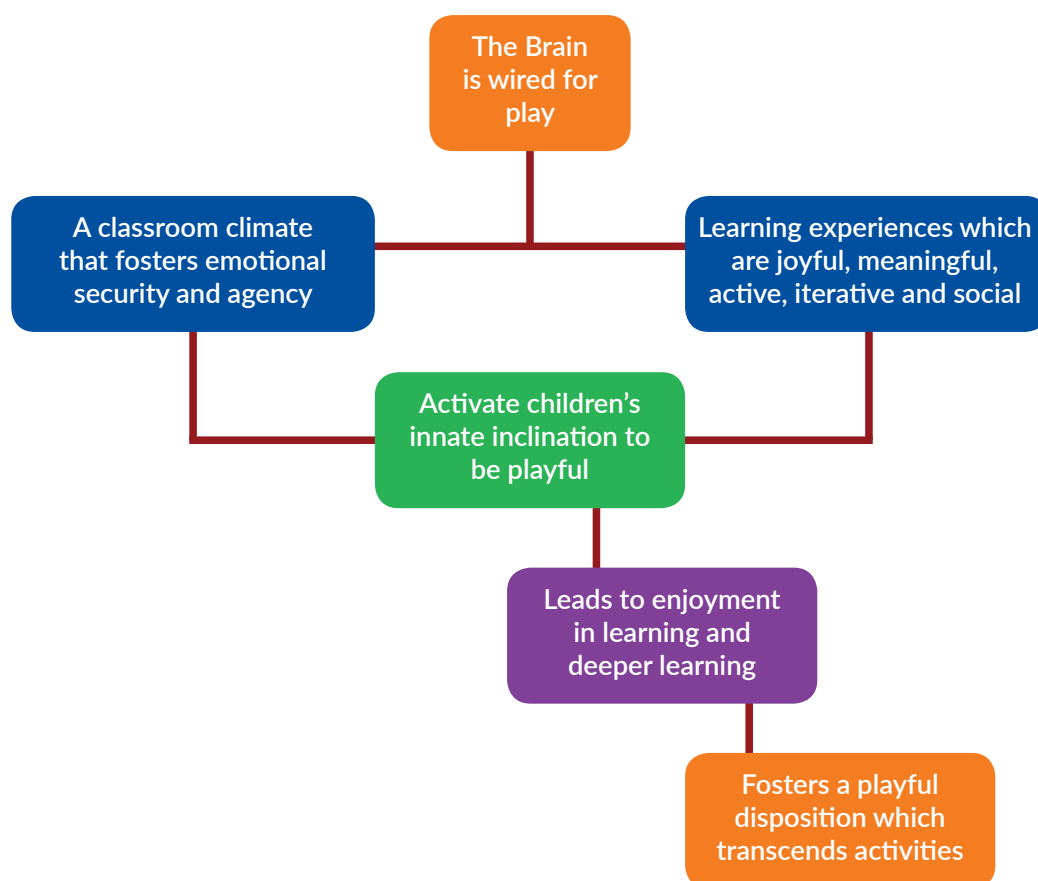 The Brain
is wired for
play
A classroom climate
that fosters emotional
security and agency
Learning experiences which
are joyful, meaningful,
active, iterative and social
Activate children’s
innate inclination to
be playful
Leads to enjoyment
in learning and
deeper learning
Fosters a playful
disposition which
transcends activities